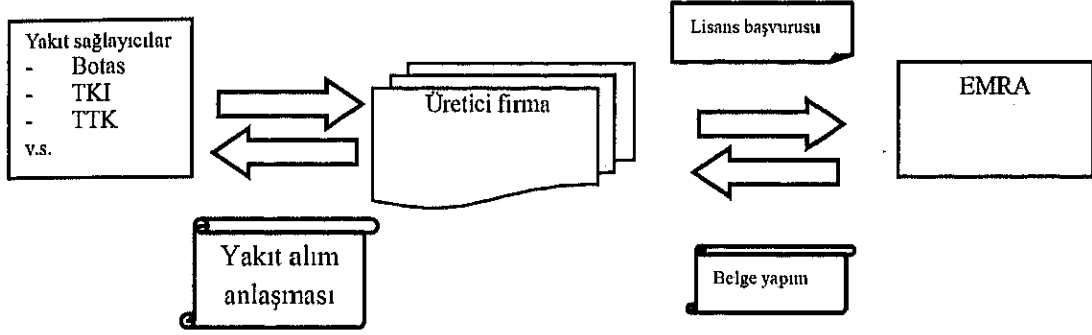 Yakıt sağlayıcılar
- Botas
- TKI
- TTK
v.s.
Üretici firma
Lisans başvurusu
EMRA
Yakıt alım
anlaşması
Belge yapım